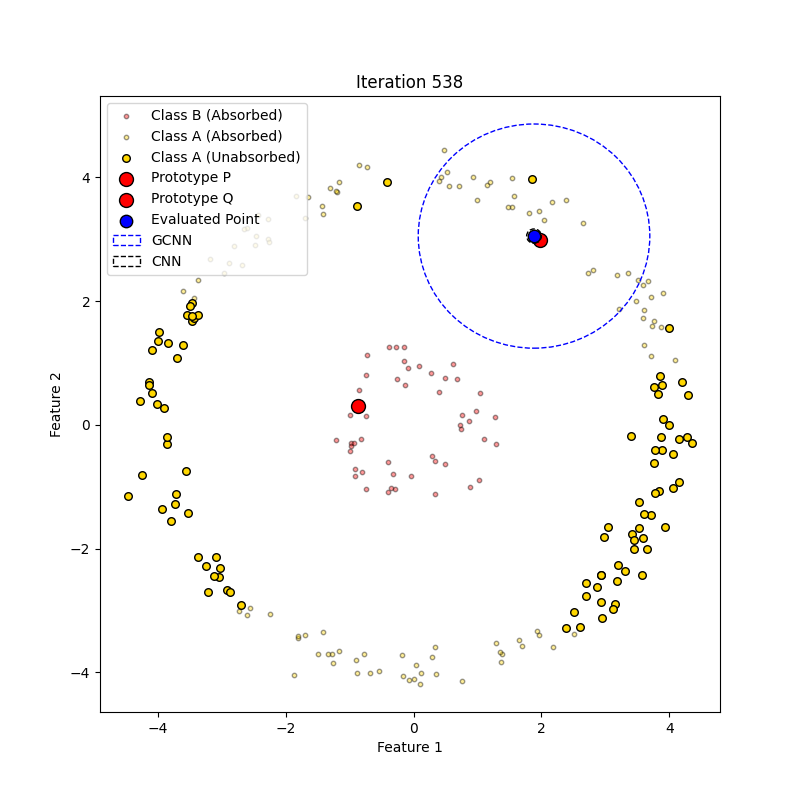 Iteration 538
Class B (Absorbed)
Class A (Absorbed)
Class A (Unabsorbed)
Prototype P
Prototype Q
Evaluated Point
GCNN
CNN
4
2
0
−2
−4
Feature 2
−4
−2
0
2
4
Feature 1